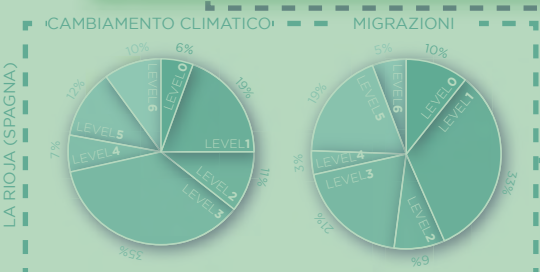 CAMBIAMENTO CLIMATICO
MIGRAZIONI
LA RIOJA (SPAGNA)
6%
19%
11%
35%
7%
12%
10%
LEVEL0
LEVEL1
LEVEL2
LEVEL3
LEVEL4
LEVEL5
LEVEL6
10%
33%
9%
21%
3%
19%
5%
LEVEL0
LEVEL1
LEVEL2
LEVEL3
LEVEL4
LEVEL5
LEVEL6